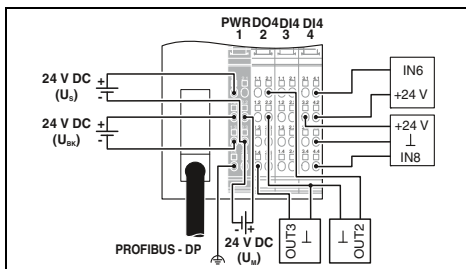 PWR DO4 DI4 DI4
1 2 3 4
24 V DC
(US)
+
-
24 V DC
(UBK)
+
-
IN6
+24 V
+24 V
⊥
IN8
PROFIBUS - DP
- +
24 V DC
(UM)
OUT3
⊥
⊥
OUT2